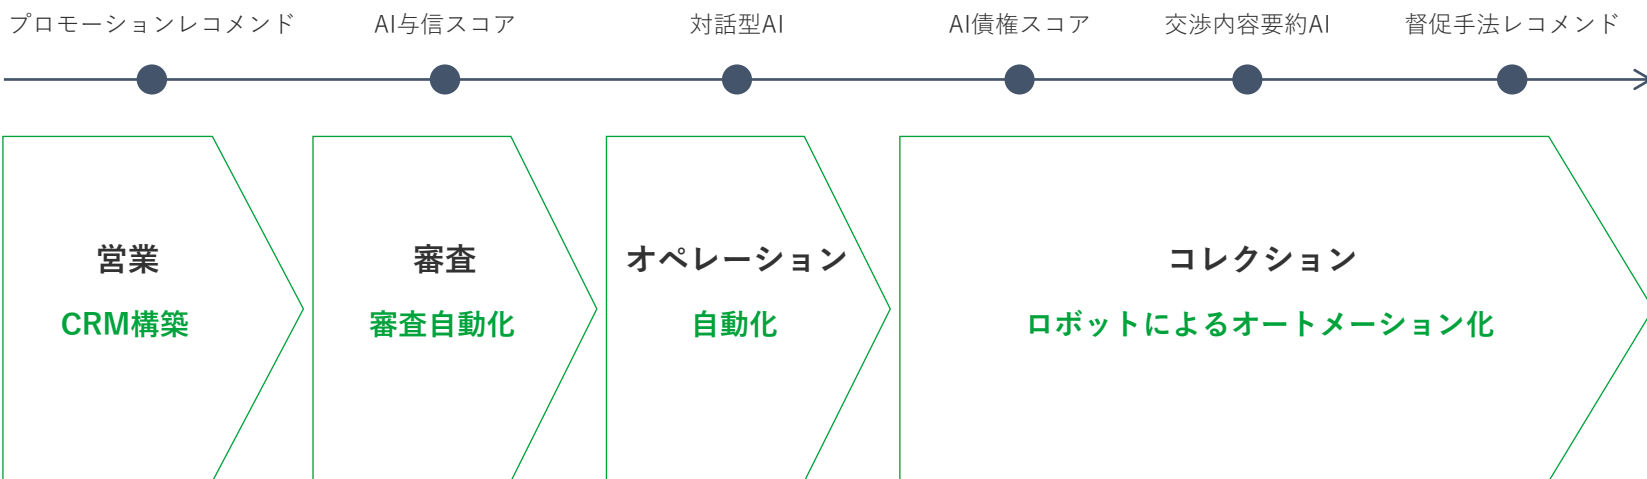 プロモーションレコメンド
AI与信スコア
対話型AI
AI債権スコア
交渉内容要約AI
督促手法レコメンド
営業
CRM構築
審査
審査自動化
オペレーション
自動化
コレクション
ロボットによるオートメーション化